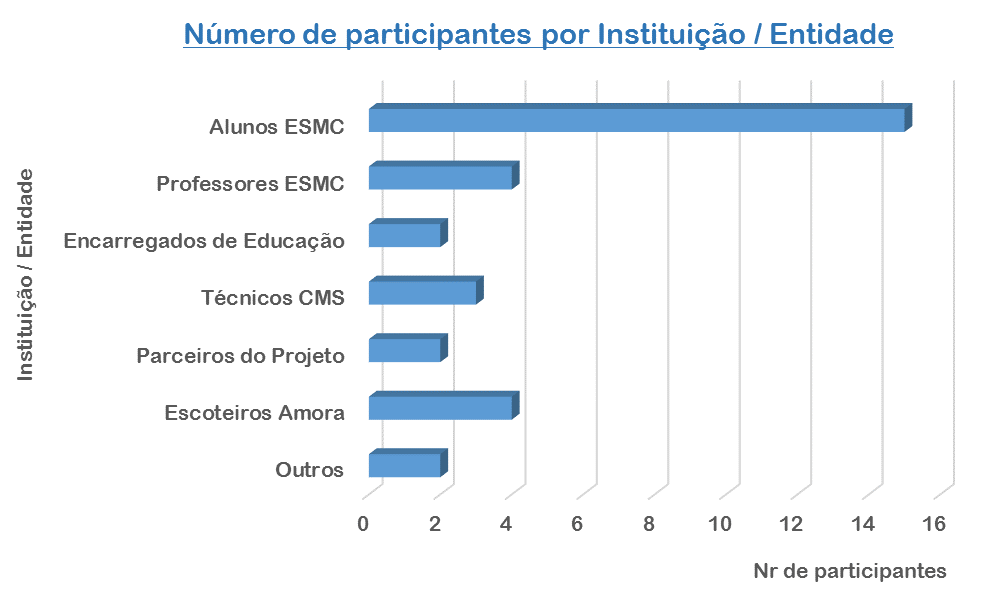 Número de participantes por Instituição / Entidade
Instituição / Entidade
Alunos ESMC
Professores ESMC
Encarregados de Educação
Técnicos CMS
Parceiros do Projeto
Escoteiros Amora
Outros
0 2 4 6 8 10 12 14 16
Nr de participantes